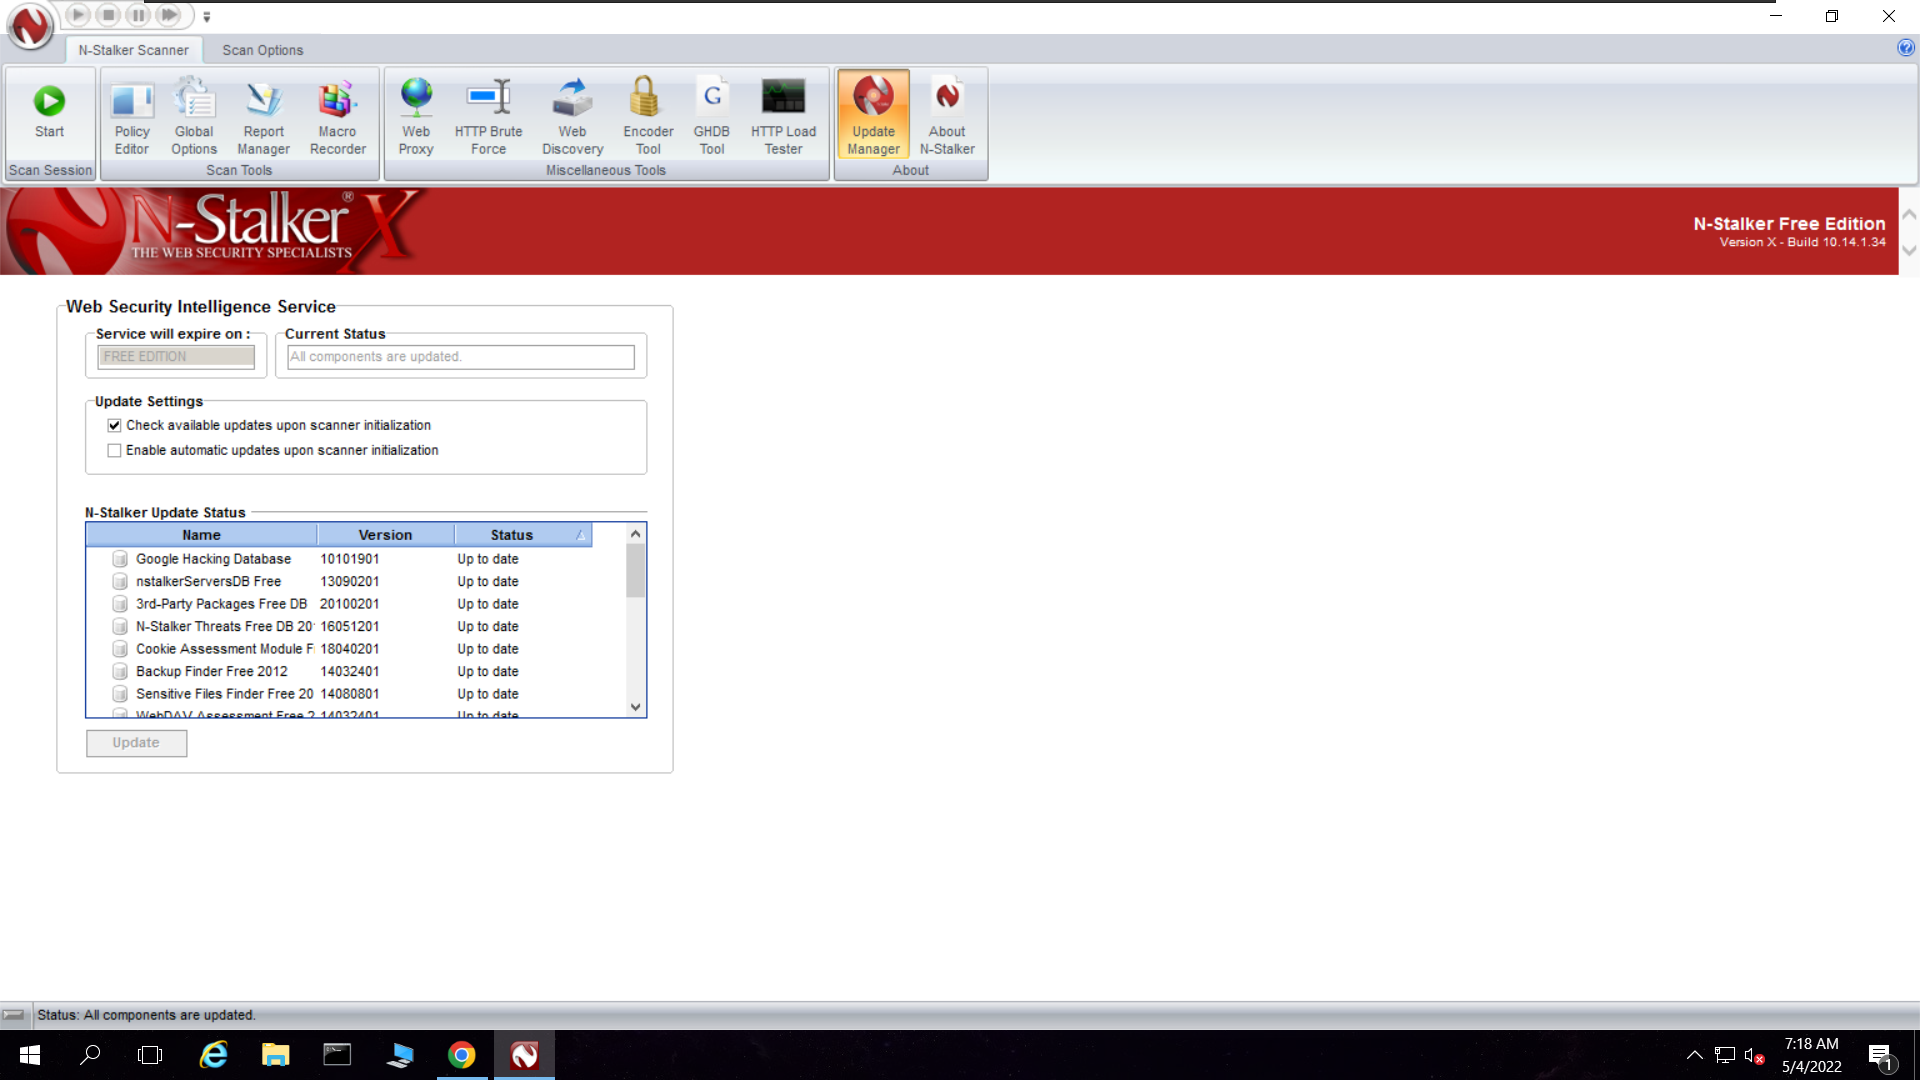 N-Stalker Scanner
Scan Options
Start
Policy Editor
Global Options
Report Manager
Macro Recorder
Web Proxy
HTTP Brute Force
Web Discovery
Encoder Tool
G
GHDB Tool
HTTP Load Tester
Update Manager
About N-Stalker
Scan Session
Scan Tools
Miscellaneous Tools
About
N-Stalker® X
THE WEB SECURITY SPECIALISTS
N-Stalker Free Edition
Version X - Build 10.14.1.34
Web Security Intelligence Service
Service will expire on :
FREE EDITION
Current Status
All components are updated.
Update Settings
Check available updates upon scanner initialization
Enable automatic updates upon scanner initialization
N-Stalker Update Status
Name Version Status
Google Hacking Database 10101901 Up to date
nstalkerServersDB Free 13090201 Up to date
3rd-Party Packages Free DB 20100201 Up to date
N-Stalker Threats Free DB 20 16051201 Up to date
Cookie Assessment Module F 18040201 Up to date
Backup Finder Free 2012 14032401 Up to date
Sensitive Files Finder Free 20 14080801 Up to date
WebDAV Assessment Free 2 14032401 Up to date
Update
Status: All components are updated.
7:18 AM
5/4/2022
1